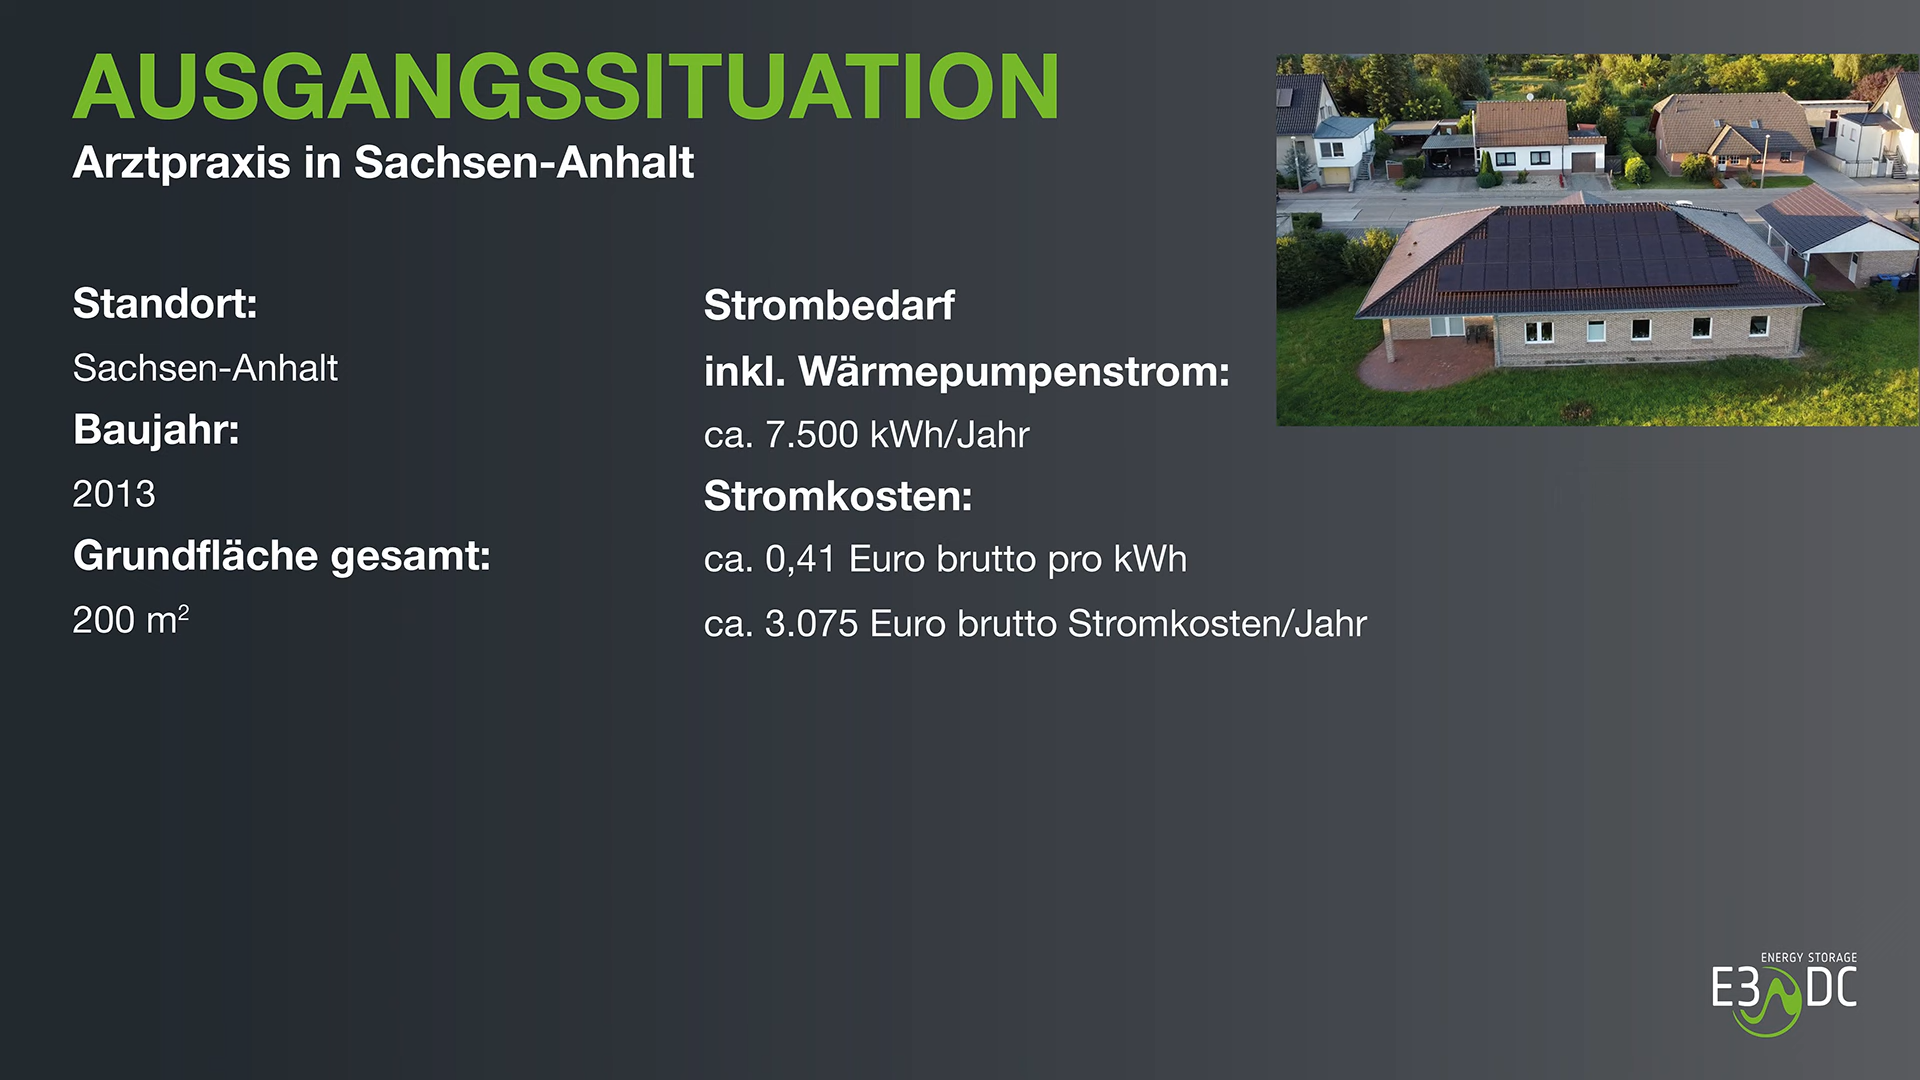 AUSGANGSSITUATION
Arztpraxis in Sachsen-Anhalt
Standort:
Sachsen-Anhalt
Baujahr:
2013
Grundfläche gesamt:
200 m²
Strombedarf
inkl. Wärmepumpenstrom:
ca. 7.500 kWh/Jahr
Stromkosten:
ca. 0,41 Euro brutto pro kWh
ca. 3.075 Euro brutto Stromkosten/Jahr
ENERGY STORAGE
E3 DC